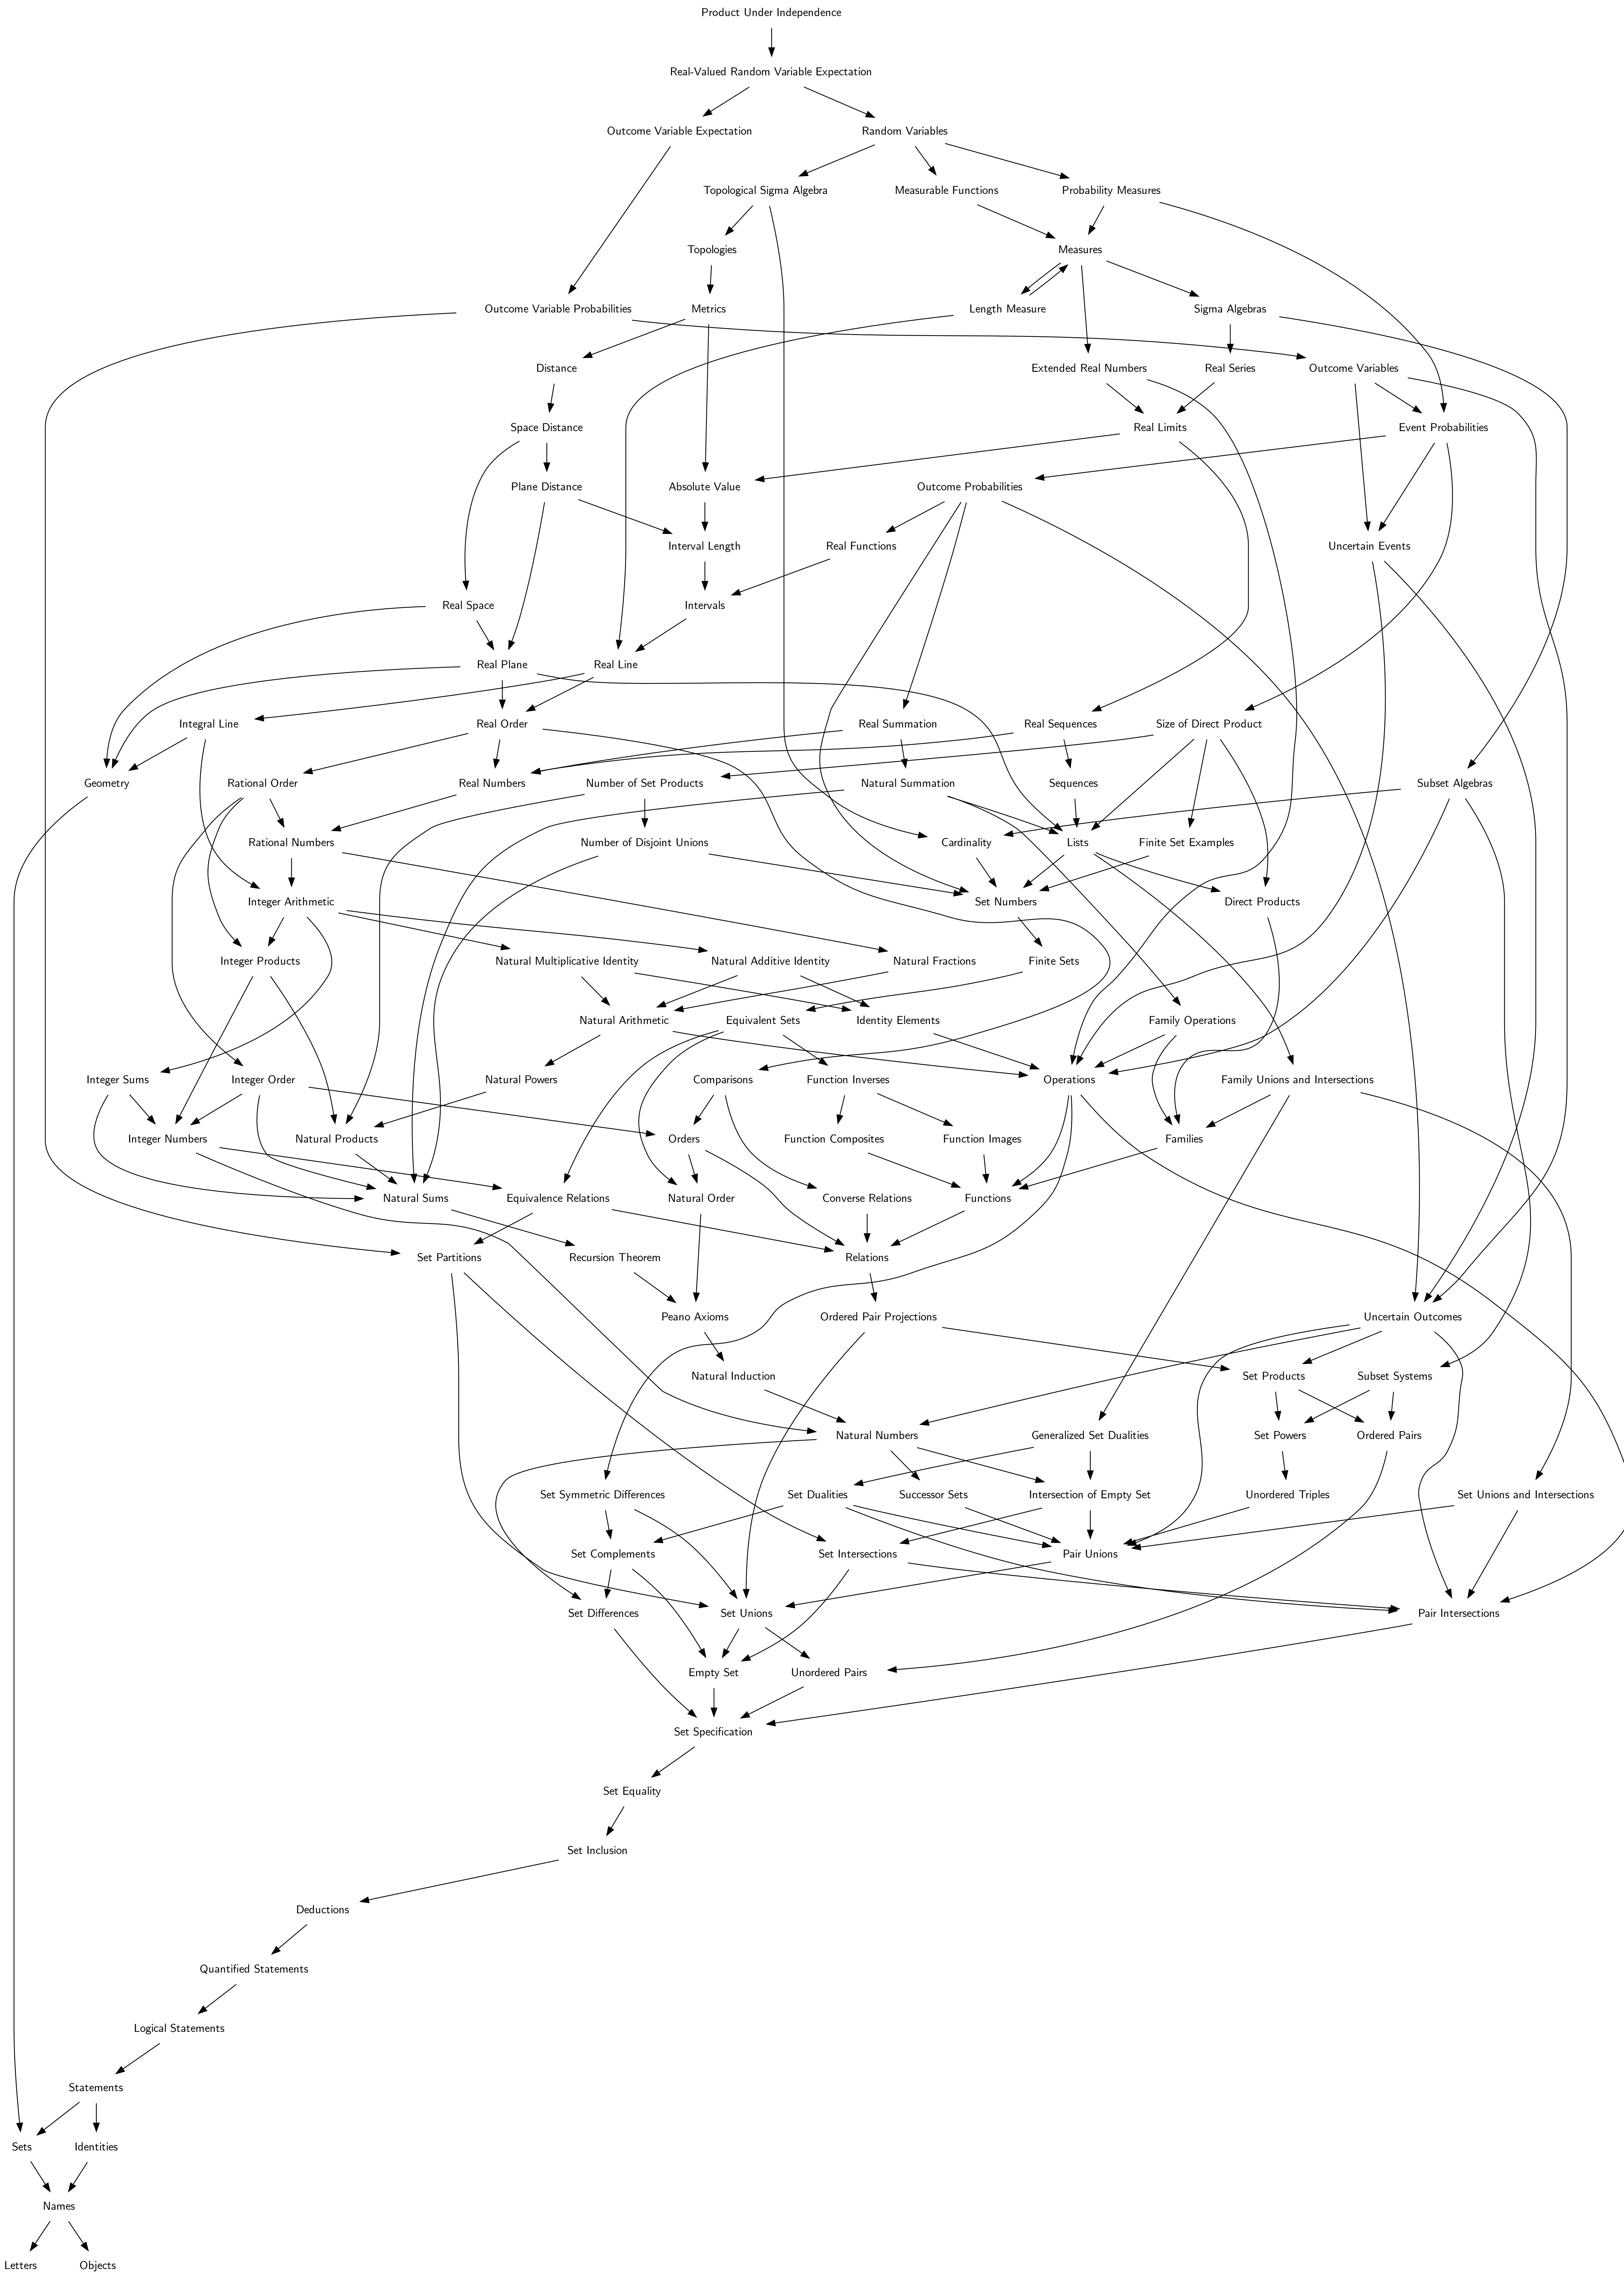 Product Under Independence
Real-Valued Random Variable Expectation
Outcome Variable Expectation
Random Variables
Topological Sigma Algebra
Measurable Functions
Probability Measures
Topologies
Measures
Outcome Variable Probabilities
Metrics
Length Measure
Sigma Algebras
Distance
Extended Real Numbers
Real Series
Outcome Variables
Space Distance
Real Limits
Event Probabilities
Plane Distance
Absolute Value
Outcome Probabilities
Interval Length
Real Functions
Uncertain Events
Real Space
Intervals
Real Plane
Real Line
Integral Line
Real Order
Real Summation
Real Sequences
Size of Direct Product
Geometry
Rational Order
Real Numbers
Number of Set Products
Natural Summation
Sequences
Subset Algebras
Rational Numbers
Number of Disjoint Unions
Cardinality
Lists
Finite Set Examples
Integer Arithmetic
Set Numbers
Direct Products
Integer Products
Natural Multiplicative Identity
Natural Additive Identity
Natural Fractions
Finite Sets
Natural Arithmetic
Equivalent Sets
Identity Elements
Family Operations
Integer Sums
Integer Order
Natural Powers
Comparisons
Function Inverses
Operations
Family Unions and Intersections
Integer Numbers
Natural Products
Orders
Function Composites
Function Images
Families
Natural Sums
Equivalence Relations
Natural Order
Converse Relations
Functions
Set Partitions
Recursion Theorem
Relations
Peano Axioms
Ordered Pair Projections
Uncertain Outcomes
Natural Induction
Set Products
Subset Systems
Natural Numbers
Generalized Set Dualities
Set Powers
Ordered Pairs
Set Symmetric Differences
Set Dualities
Successor Sets
Intersection of Empty Set
Unordered Triples
Set Unions and Intersections
Set Complements
Set Intersections
Pair Unions
Set Differences
Set Unions
Pair Intersections
Empty Set
Unordered Pairs
Set Specification
Set Equality
Set Inclusion
Deductions
Quantified Statements
Logical Statements
Statements
Sets
Identities
Names
Letters
Objects